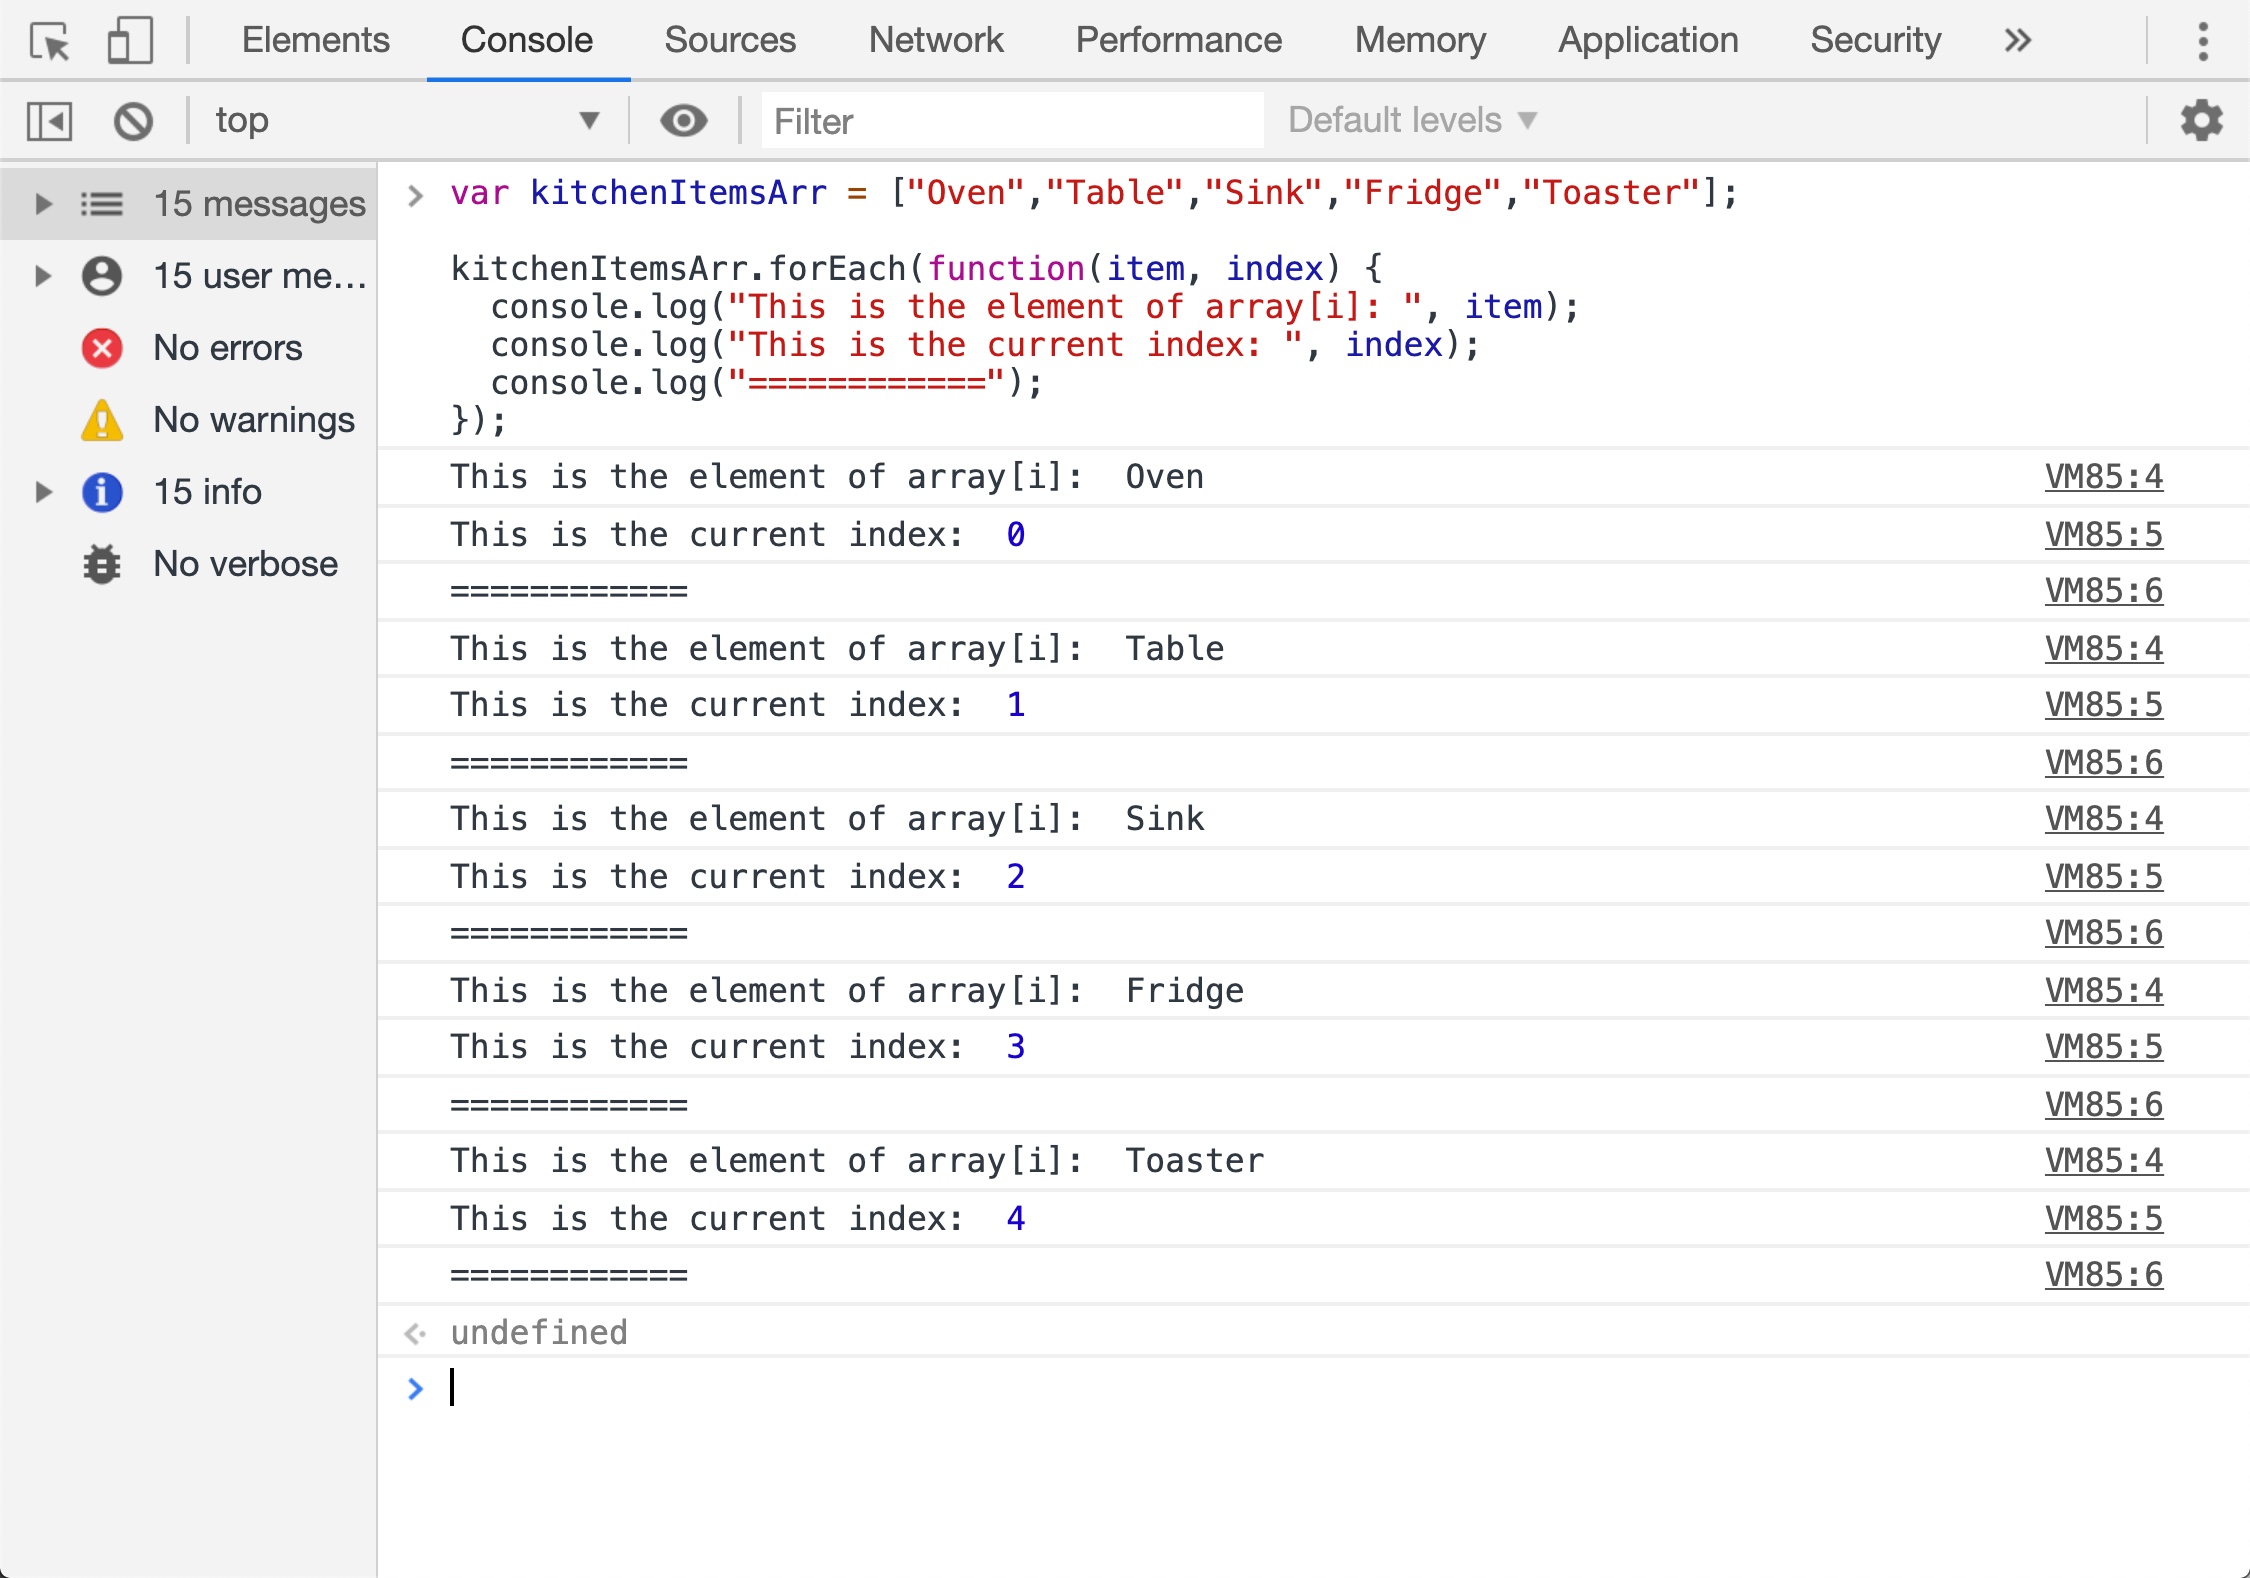 Elements Console Sources Network Performance Memory Application Security »
top Filter Default levels
15 messages
15 user me...
No errors
No warnings
15 info
No verbose
> var kitchenItemsArr = ["Oven","Table","Sink","Fridge","Toaster"];
kitchenItemsArr.forEach(function(item, index) {
  console.log("This is the element of array[i]: ", item);
  console.log("This is the current index: ", index);
  console.log("============");
});
This is the element of array[i]:  Oven VM85:4
This is the current index:  0 VM85:5
============ VM85:6
This is the element of array[i]:  Table VM85:4
This is the current index:  1 VM85:5
============ VM85:6
This is the element of array[i]:  Sink VM85:4
This is the current index:  2 VM85:5
============ VM85:6
This is the element of array[i]:  Fridge VM85:4
This is the current index:  3 VM85:5
============ VM85:6
This is the element of array[i]:  Toaster VM85:4
This is the current index:  4 VM85:5
============ VM85:6
undefined
>